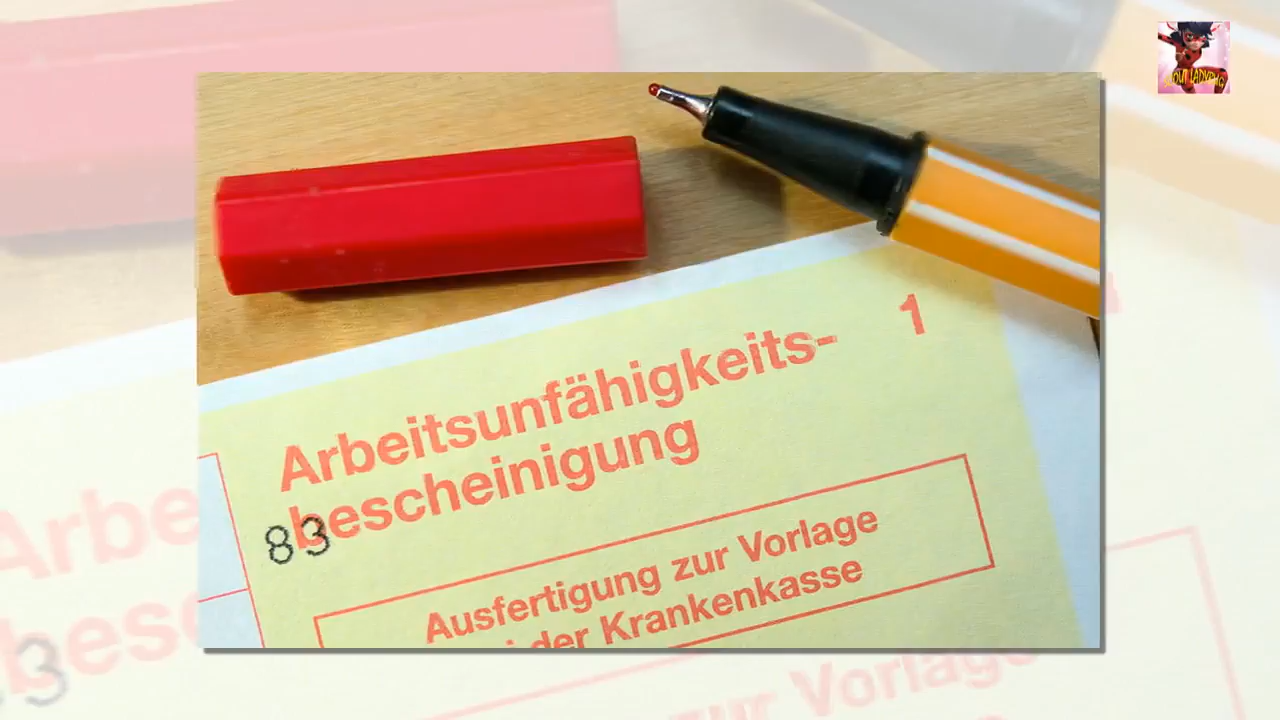 1
Arbeitsunfähigkeits-
bescheinigung
83
Ausfertigung zur Vorlage
der Krankenkasse